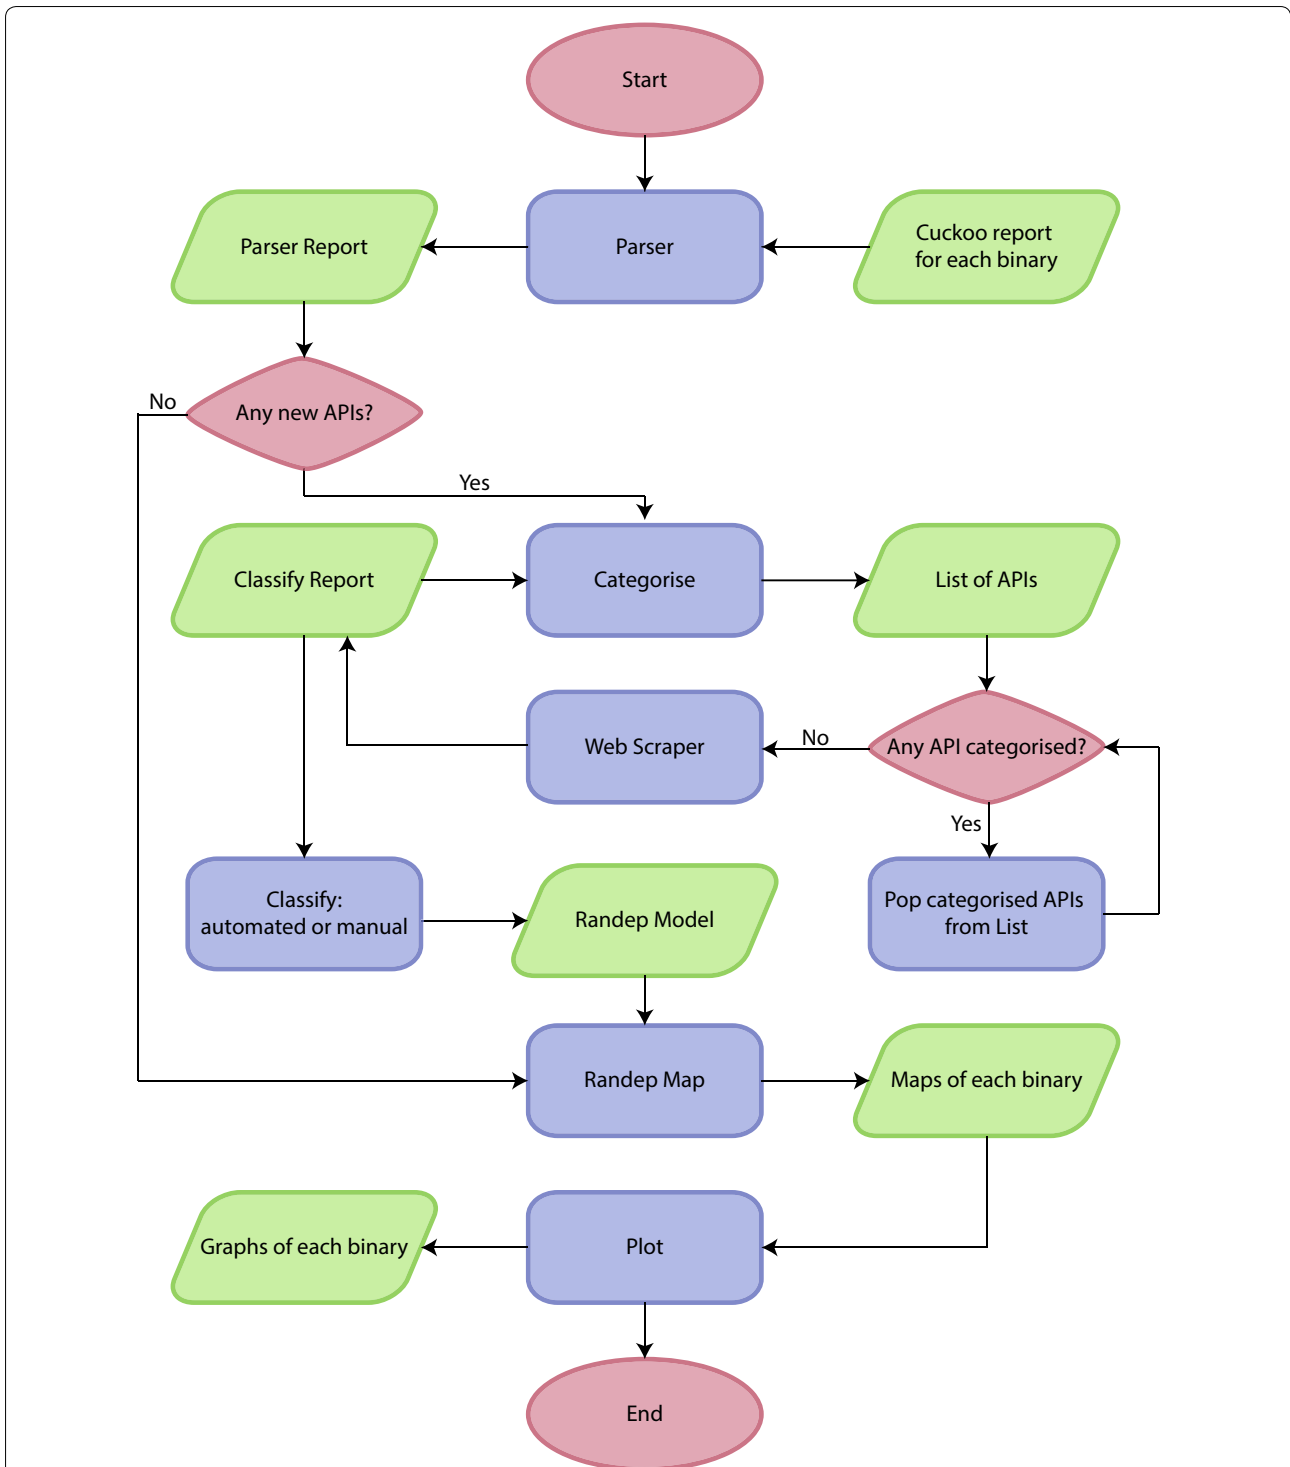 Start
Parser Report
Parser
Cuckoo report
for each binary
No
Any new APIs?
Yes
Classify Report
Categorise
List of APIs
Web Scraper
No
Any API categorised?
Yes
Classify:
automated or manual
Randep Model
Pop categorised APIs
from List
Randep Map
Maps of each binary
Graphs of each binary
Plot
End